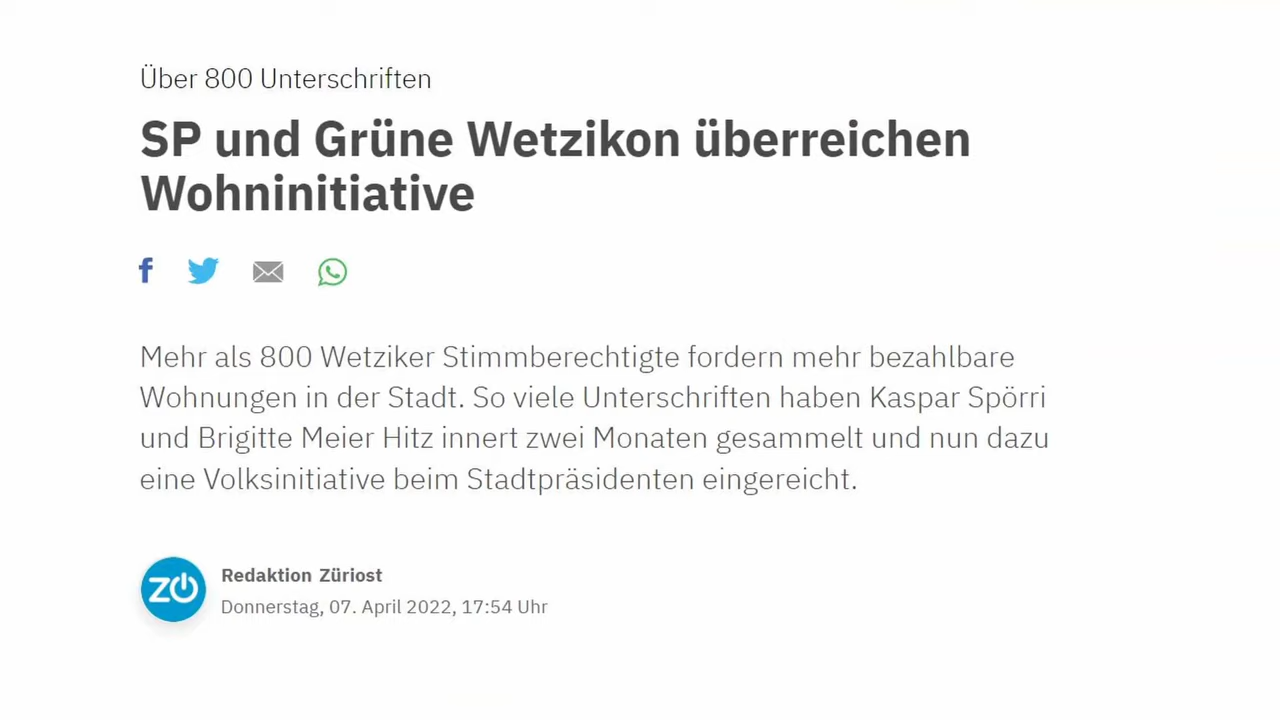 Über 800 Unterschriften
SP und Grüne Wetzikon überreichen
Wohninitiative
Mehr als 800 Wetziker Stimmberechtigte fordern mehr bezahlbare
Wohnungen in der Stadt. So viele Unterschriften haben Kaspar Spörri
und Brigitte Meier Hitz innert zwei Monaten gesammelt und nun dazu
eine Volksinitiative beim Stadtpräsidenten eingereicht.
ZO
Redaktion Züriost
Donnerstag, 07. April 2022, 17:54 Uhr